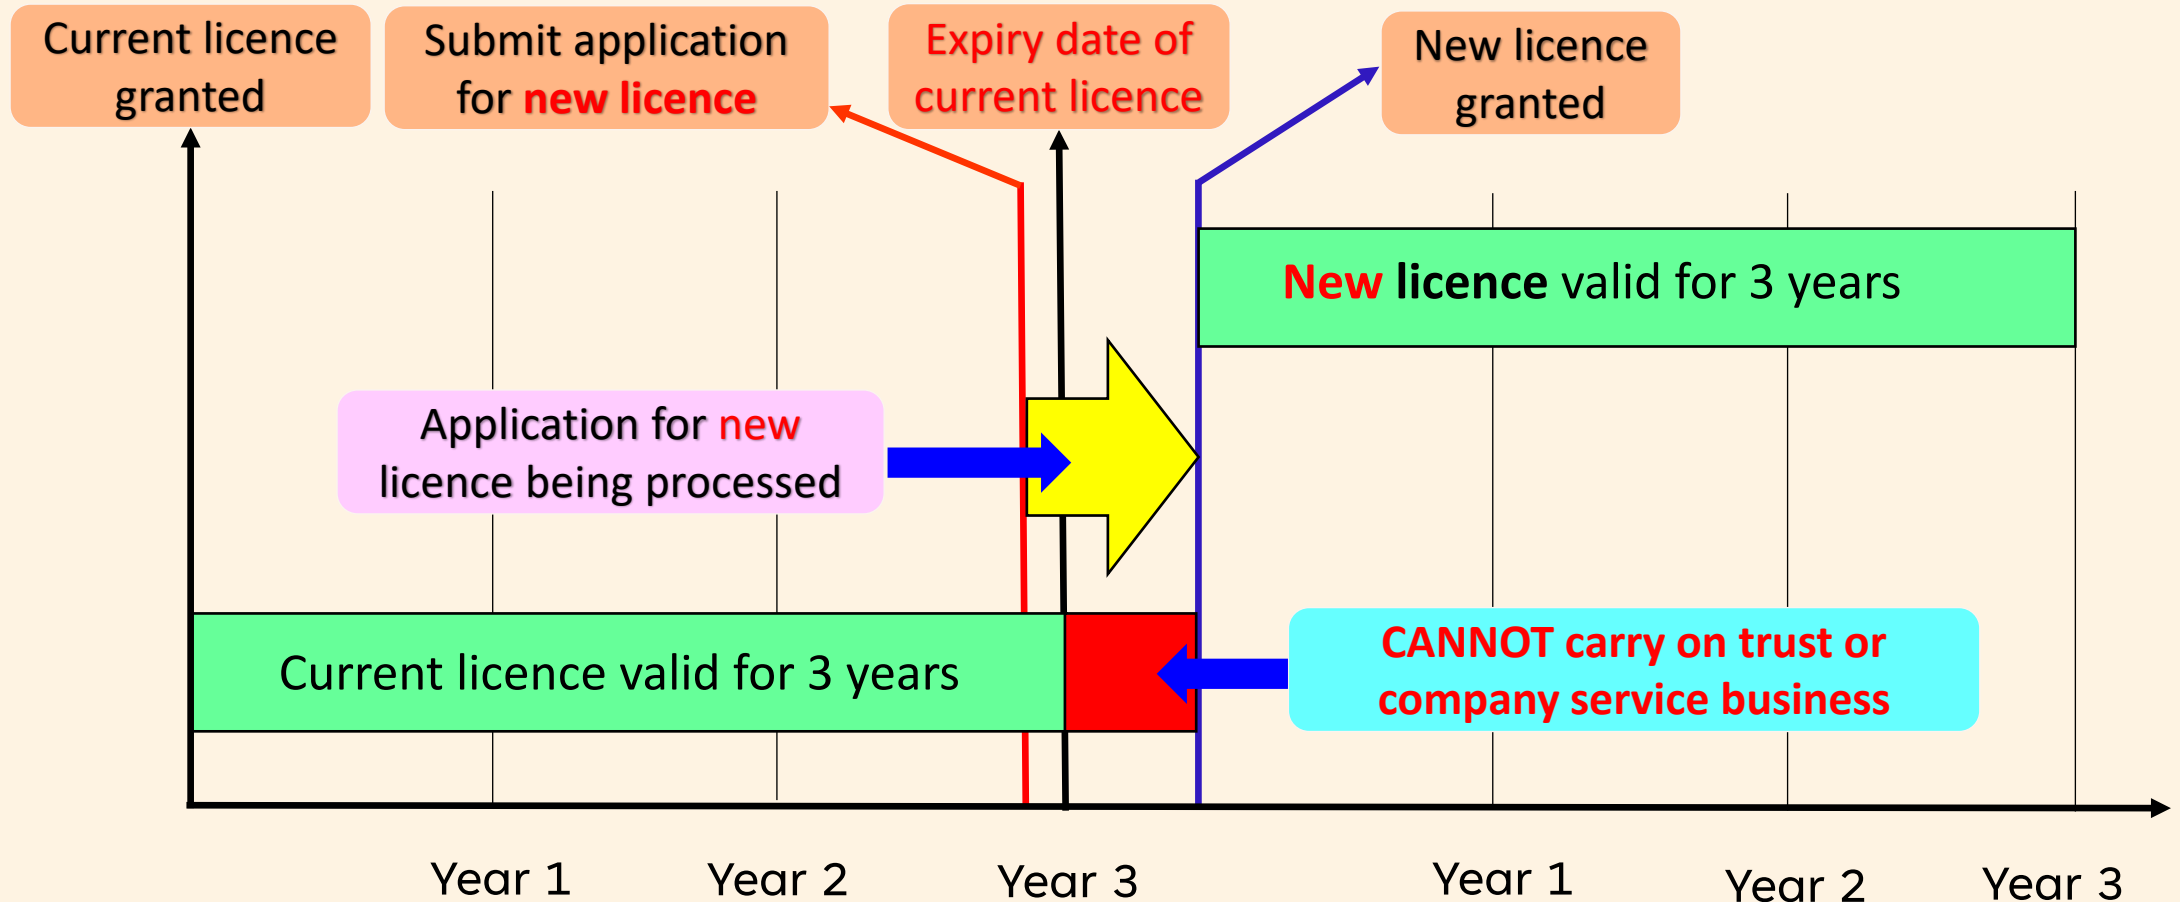 Current licence
granted
Submit application
for new licence
Expiry date of
current licence
New licence
granted
New licence valid for 3 years
Application for new
licence being processed
Current licence valid for 3 years
CANNOT carry on trust or
company service business
Year 1
Year 2
Year 3
Year 1
Year 2
Year 3